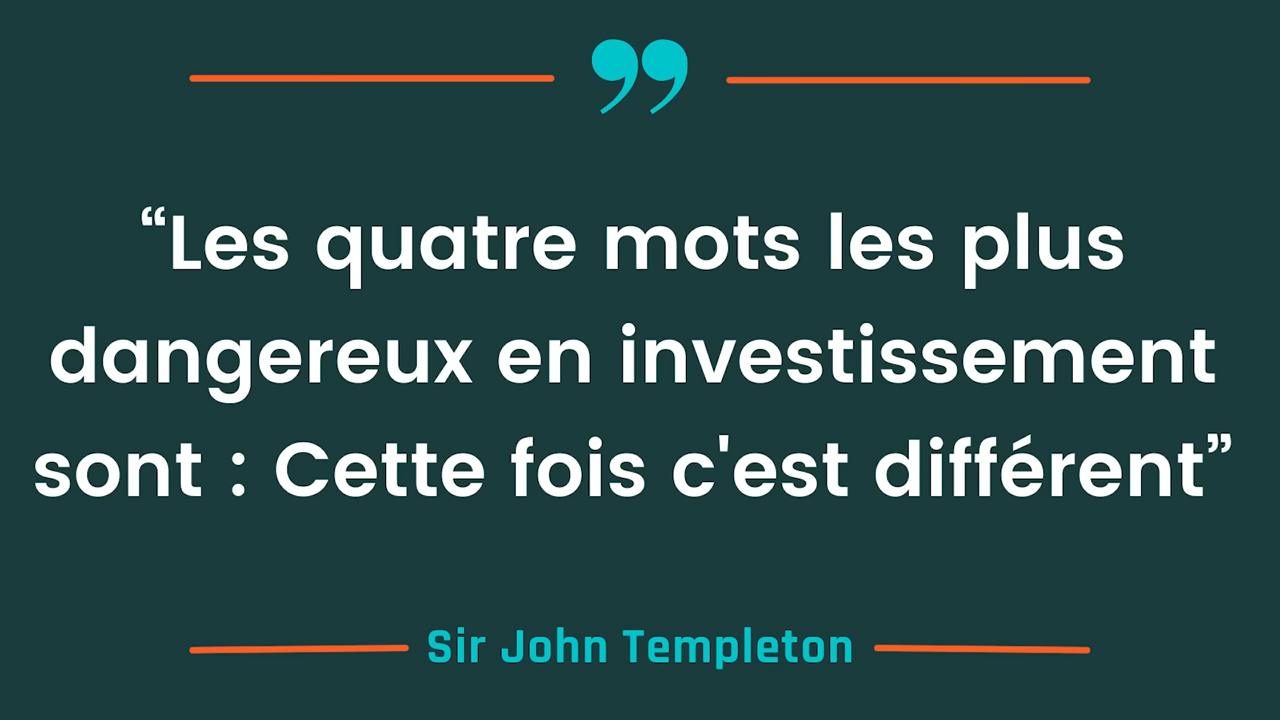 ”
“Les quatre mots les plus
dangereux en investissement
sont : Cette fois c'est différent”
Sir John Templeton